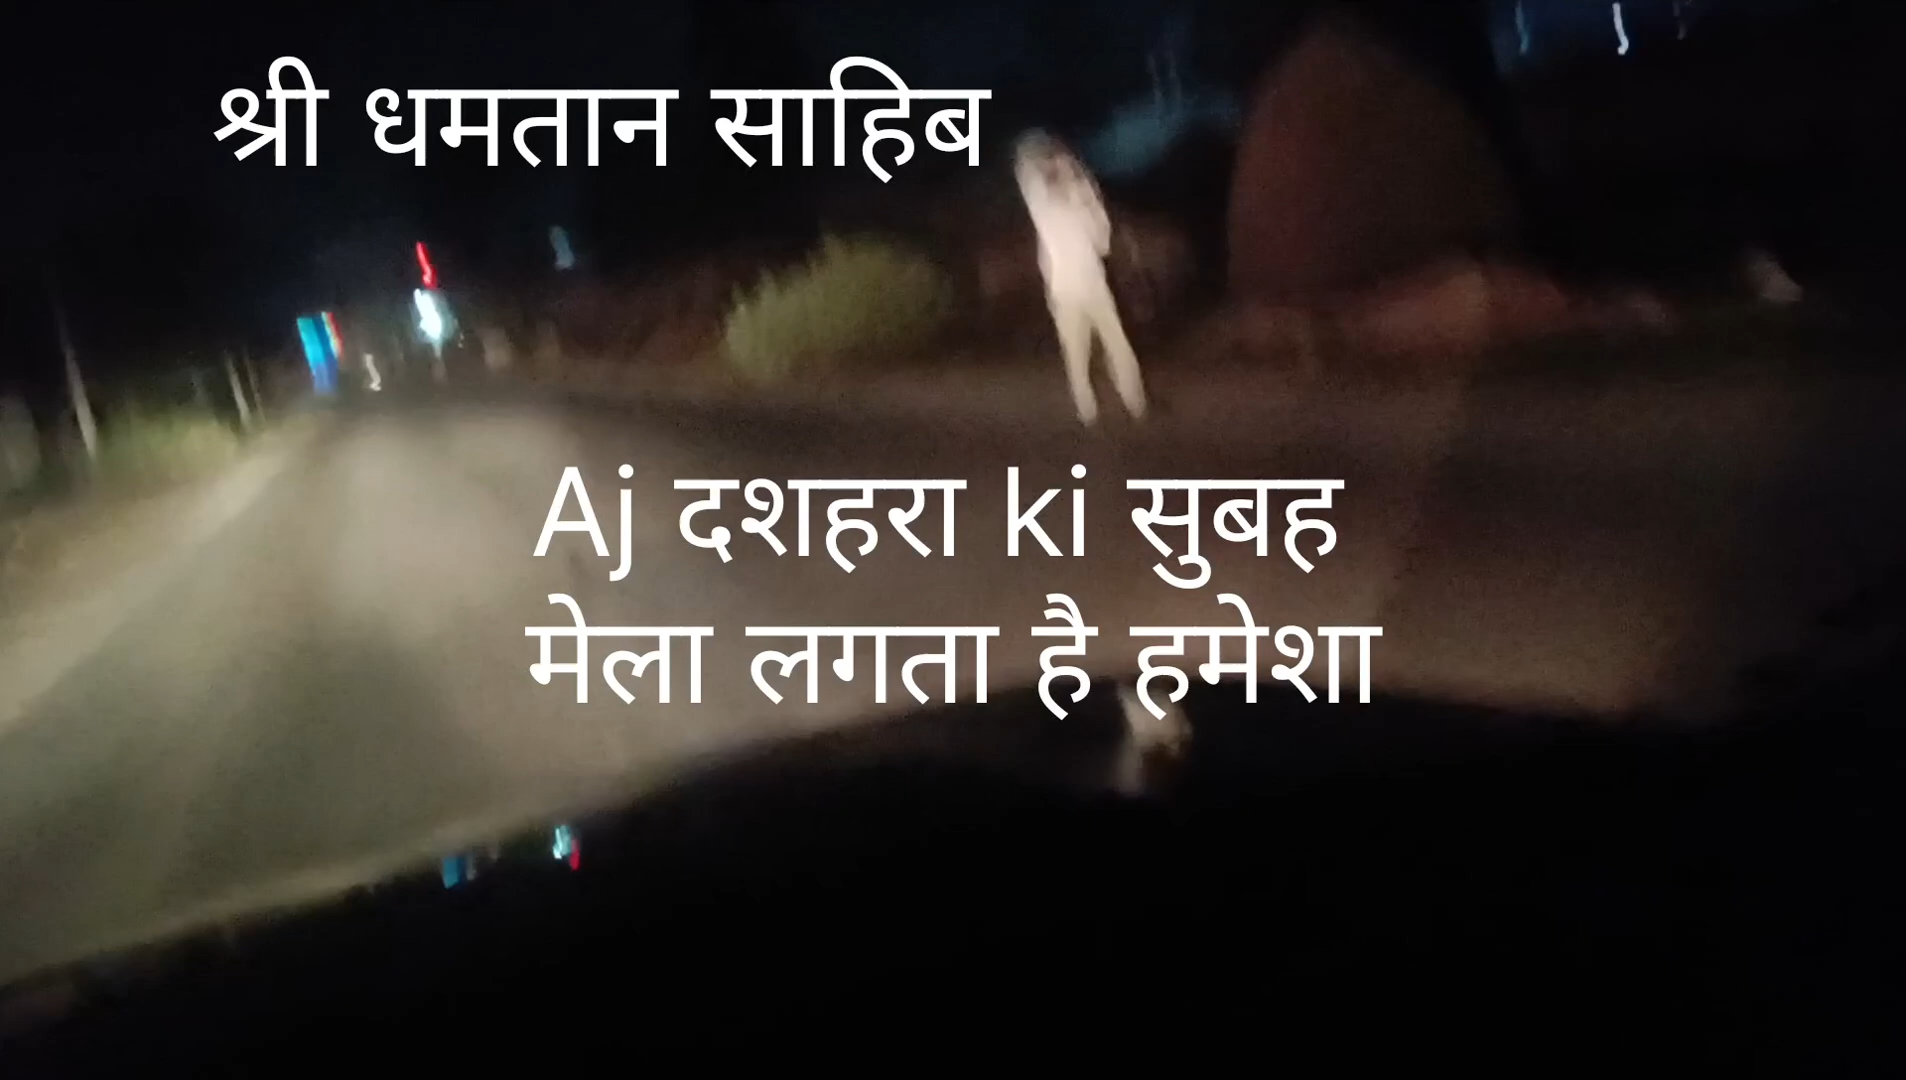 श्री धमतान साहिब
Aj दशहरा ki सुबह
मेला लगता है हमेशा